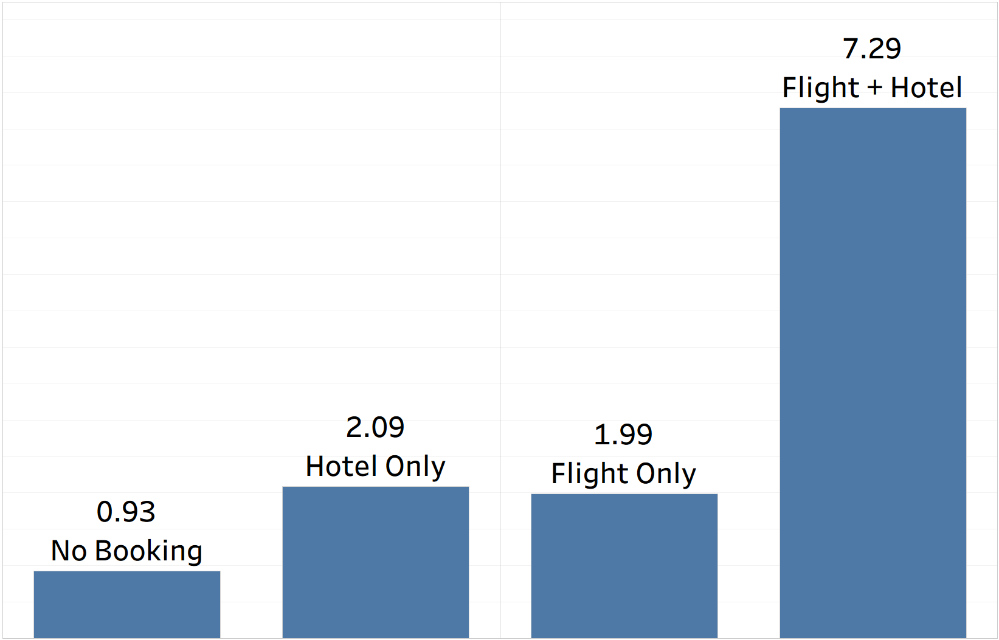 0.93
No Booking
2.09
Hotel Only
1.99
Flight Only
7.29
Flight + Hotel